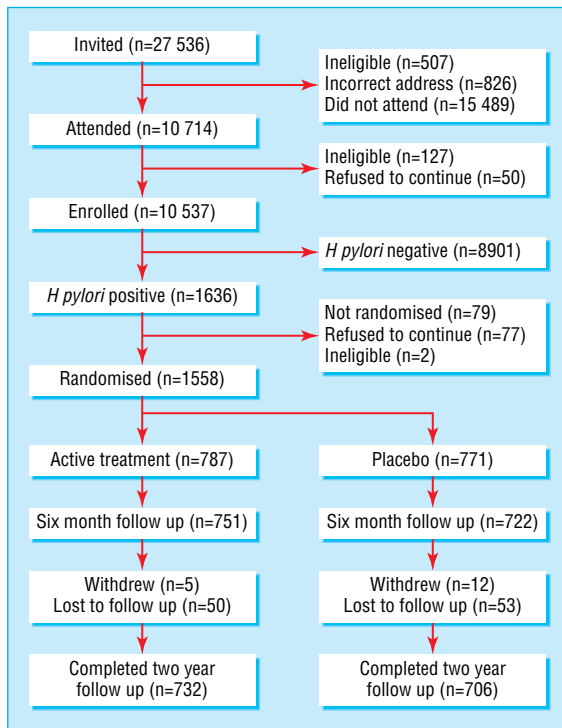 Invited (n=27 536)
Ineligible (n=507)
Incorrect address (n=826)
Did not attend (n=15 489)
Attended (n=10 714)
Ineligible (n=127)
Refused to continue (n=50)
Enrolled (n=10 537)
H pylori negative (n=8901)
H pylori positive (n=1636)
Not randomised (n=79)
Refused to continue (n=77)
Ineligible (n=2)
Randomised (n=1558)
Active treatment (n=787)
Placebo (n=771)
Six month follow up (n=751)
Six month follow up (n=722)
Withdrew (n=5)
Lost to follow up (n=50)
Withdrew (n=12)
Lost to follow up (n=53)
Completed two year
follow up (n=732)
Completed two year
follow up (n=706)